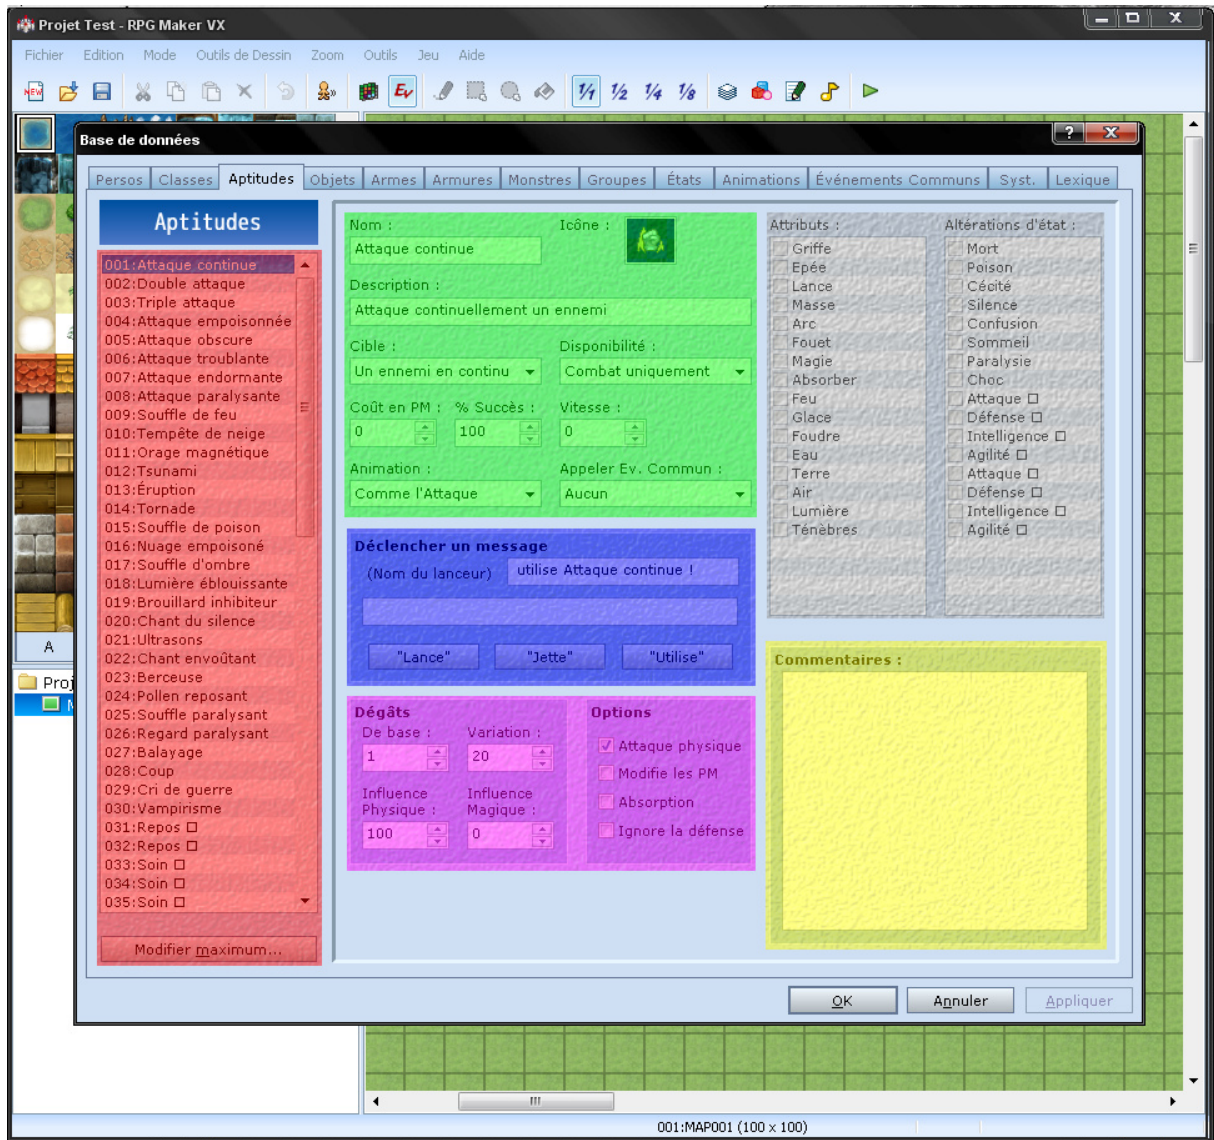 Projet Test - RPG Maker VX
Fichier Edition Mode Outils de Dessin Zoom Outils Jeu Aide
NEW Ev 1/1 1/2 1/4 1/8
Base de données
Persos Classes Aptitudes Objets Armes Armures Monstres Groupes États Animations Événements Communs Syst. Lexique
Aptitudes
001:Attaque continue
002:Double attaque
003:Triple attaque
004:Attaque empoisonnée
005:Attaque obscure
006:Attaque troublante
007:Attaque endormante
008:Attaque paralysante
009:Souffle de feu
010:Tempête de neige
011:Orage magnétique
012:Tsunami
013:Éruption
014:Tornade
015:Souffle de poison
016:Nuage empoisoné
017:Souffle d'ombre
018:Lumière éblouissante
019:Brouillard inhibiteur
020:Chant du silence
021:Ultrasons
022:Chant envoûtant
023:Berceuse
024:Pollen reposant
025:Souffle paralysant
026:Regard paralysant
027:Balayage
028:Coup
029:Cri de guerre
030:Vampirisme
031:Repos □
032:Repos □
033:Soin □
034:Soin □
035:Soin □
Modifier maximum...
Nom : Icône :
Attaque continue
Description :
Attaque continuellement un ennemi
Cible : Disponibilité :
Un ennemi en continu Combat uniquement
Coût en PM : % Succès : Vitesse :
0 100 0
Animation : Appeler Ev. Commun :
Comme l'Attaque Aucun
Déclencher un message
(Nom du lanceur) utilise Attaque continue !
"Lance" "Jette" "Utilise"
Dégâts
De base : Variation :
1 20
Influence Physique : Influence Magique :
100 0
Options
Attaque physique
Modifie les PM
Absorption
Ignore la défense
Attributs :
Griffe
Epée
Lance
Masse
Arc
Fouet
Magie
Absorber
Feu
Glace
Foudre
Eau
Terre
Air
Lumière
Ténèbres
Altérations d'état :
Mort
Poison
Cécité
Silence
Confusion
Sommeil
Paralysie
Choc
Attaque □
Défense □
Intelligence □
Agilité □
Attaque □
Défense □
Intelligence □
Agilité □
Commentaires :
OK Annuler Appliquer
A
Proj
M
001:MAP001 (100 x 100)